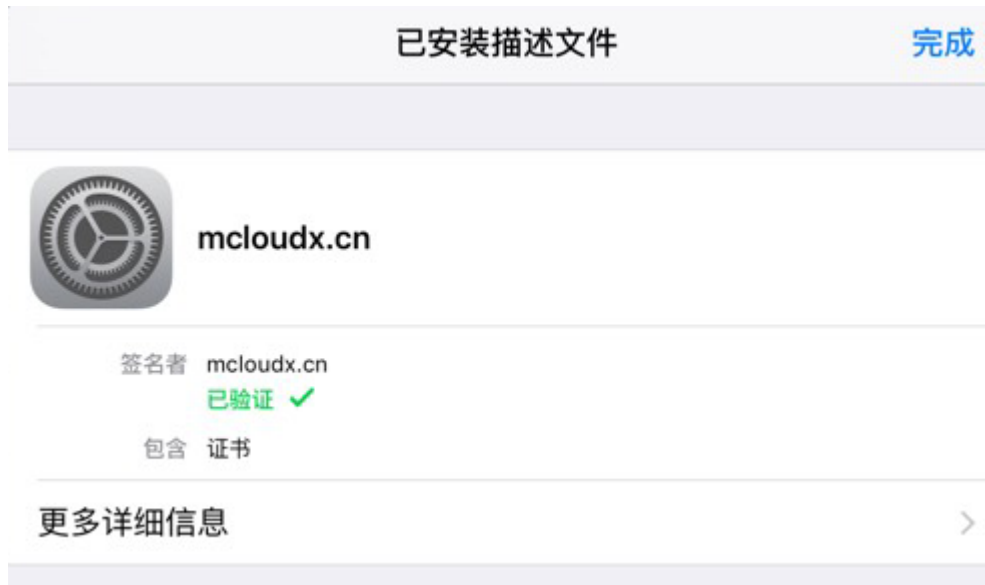 已安装描述文件 完成
mcloudx.cn
签名者 mcloudx.cn
已验证
包含 证书
更多详细信息